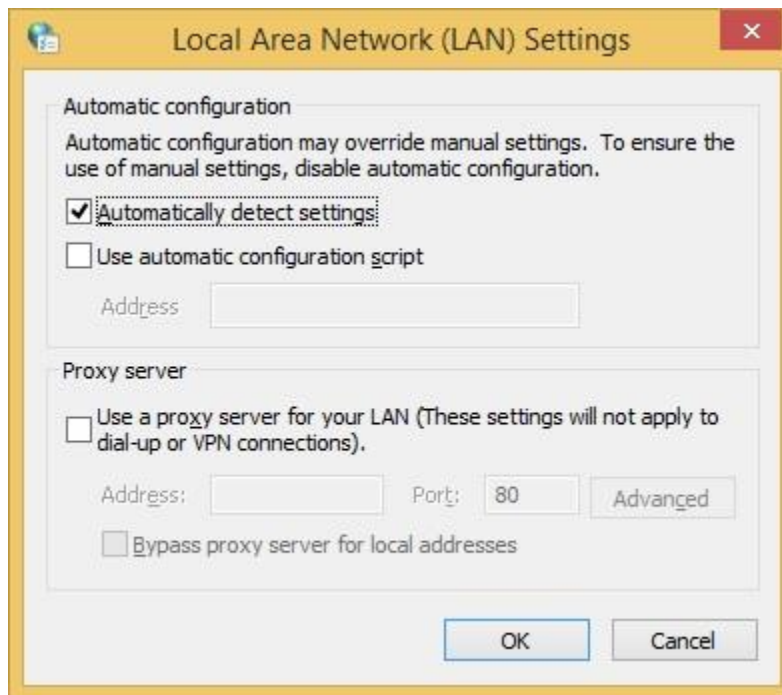 Local Area Network (LAN) Settings
Automatic configuration
Automatic configuration may override manual settings. To ensure the
use of manual settings, disable automatic configuration.
Automatically detect settings
Use automatic configuration script
Address
Proxy server
Use a proxy server for your LAN (These settings will not apply to
dial-up or VPN connections).
Address: Port: 80 Advanced
Bypass proxy server for local addresses
OK Cancel